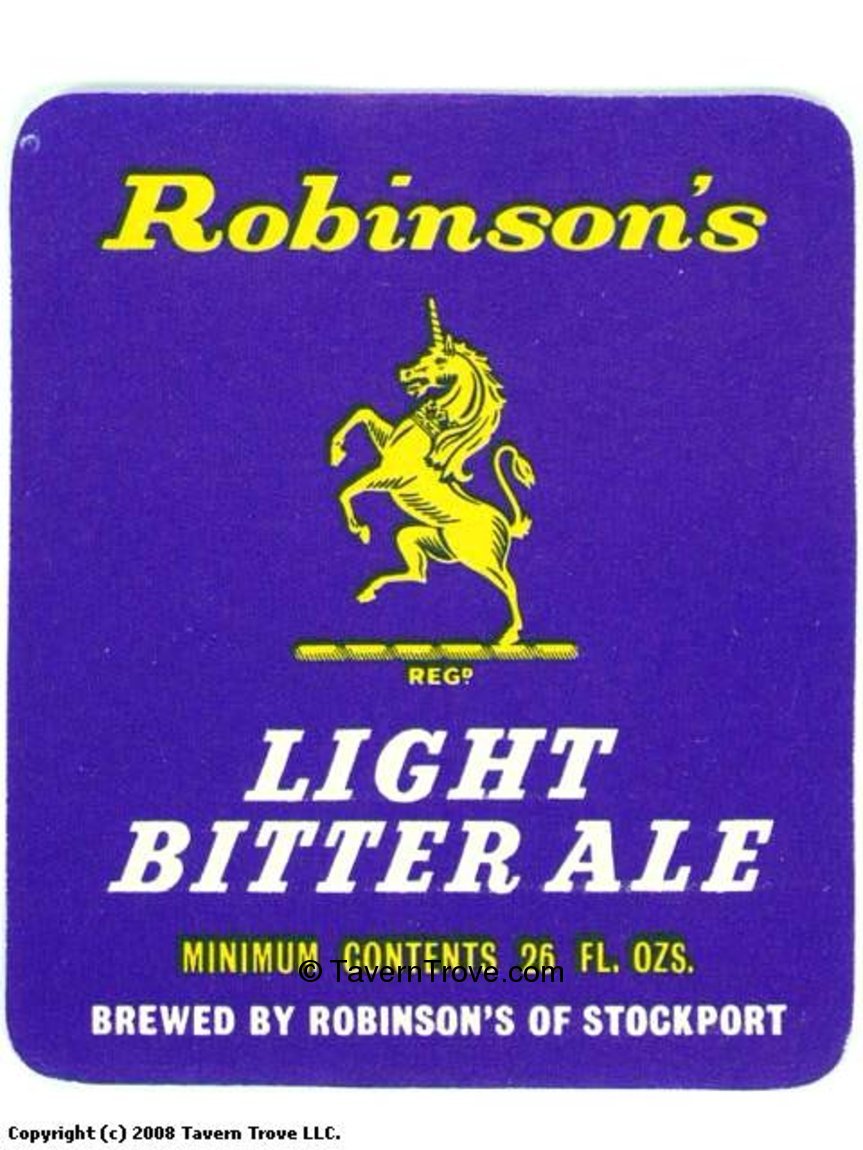 Robinson's
REGD.
LIGHT
BITTER ALE
MINIMUM CONTENTS 26 FL. OZS.
© TavernTrove.com
BREWED BY ROBINSON'S OF STOCKPORT
Copyright (c) 2008 Tavern Trove LLC.